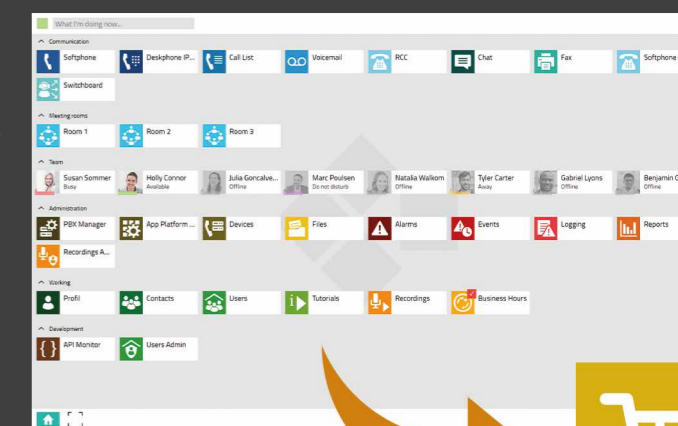 What I'm doing now...
Communication
Softphone Deskphone IP... Call List Voicemail RCC Chat Fax Softphone
Switchboard
Meeting rooms
Room 1 Room 2 Room 3
Team
Susan Sommer Holly Connor Julia Goncalve... Marc Poulsen Natalia Walkom Tyler Carter Gabriel Lyons Benjamin
Busy Available Offline Do not disturb Offline Away Offline Offline
Administration
PBX Manager App Platform ... Devices Files Alarms Events Logging Reports
Recordings A...
Working
Profil Contacts Users Tutorials Recordings Business Hours
Development
API Monitor Users Admin